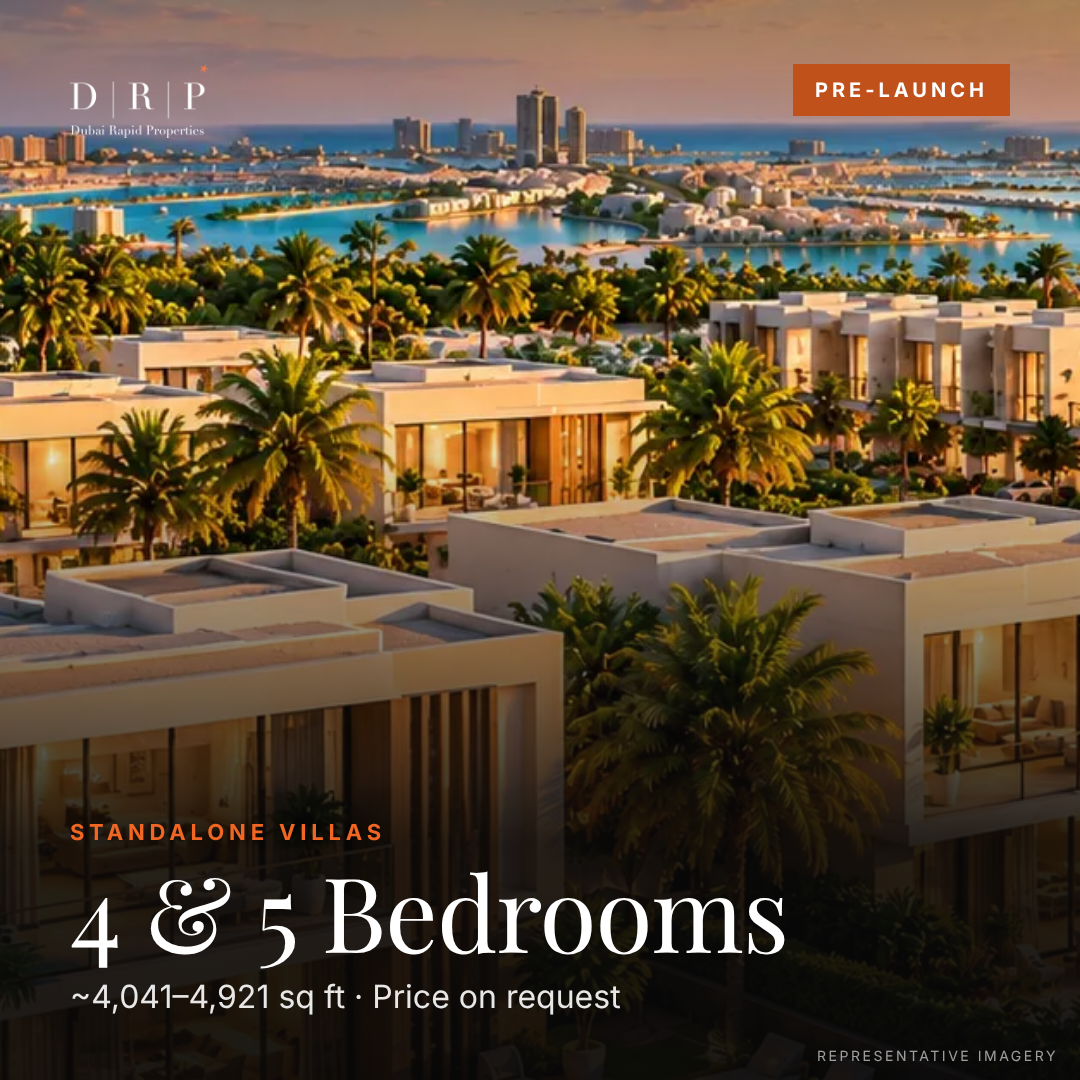 D | R | P
Dubai Rapid Properties
PRE-LAUNCH
STANDALONE VILLAS
4 & 5 Bedrooms
~4,041–4,921 sq ft · Price on request
REPRESENTATIVE IMAGERY